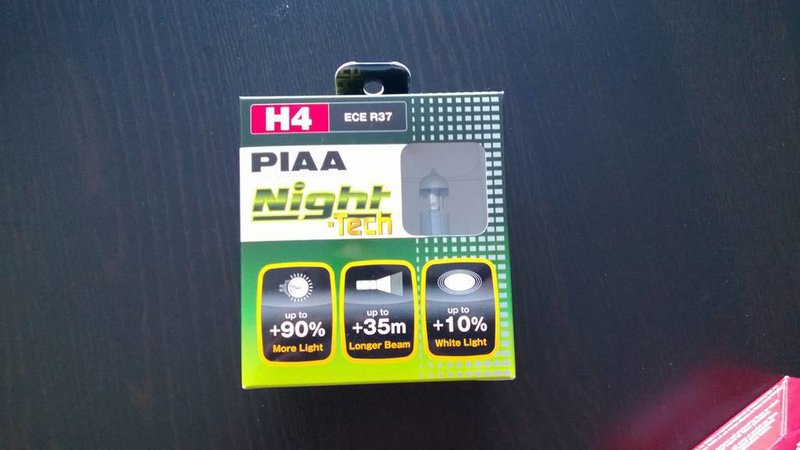 H4 ECE R37
PIAA
Night
-Tech
up to
+90%
More Light
up to
+35m
Longer Beam
up to
+10%
White Light